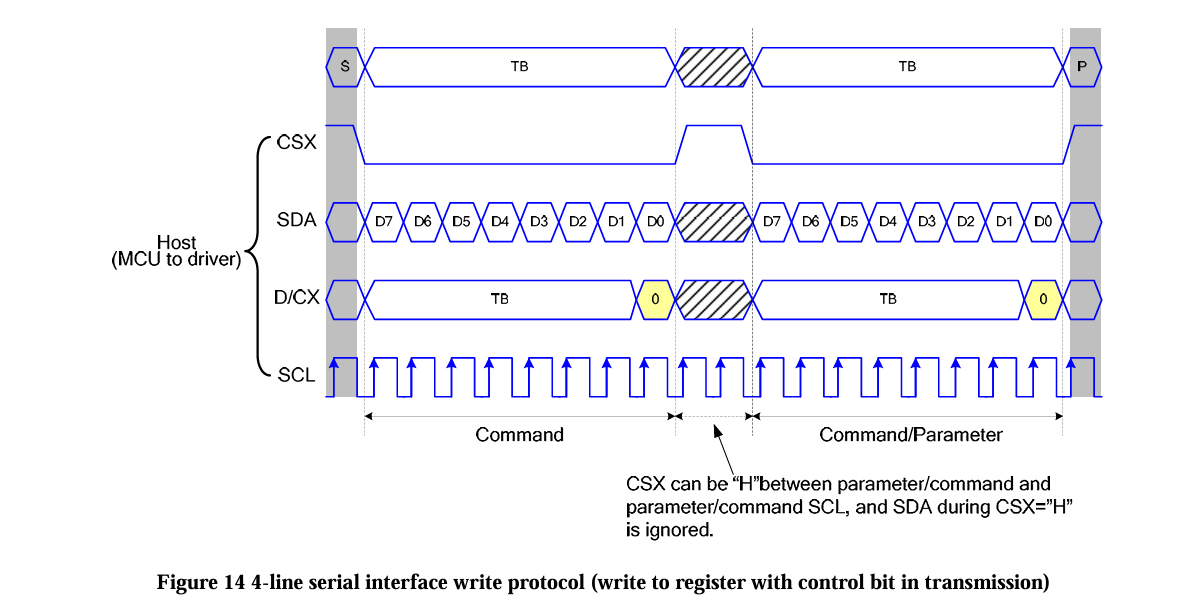 S TB TB P
CSX
SDA D7 D6 D5 D4 D3 D2 D1 D0 D7 D6 D5 D4 D3 D2 D1 D0
Host
(MCU to driver)
D/CX TB 0 TB 0
SCL
Command Command/Parameter
CSX can be “H”between parameter/command and
parameter/command SCL, and SDA during CSX=”H”
is ignored.
Figure 14 4-line serial interface write protocol (write to register with control bit in transmission)